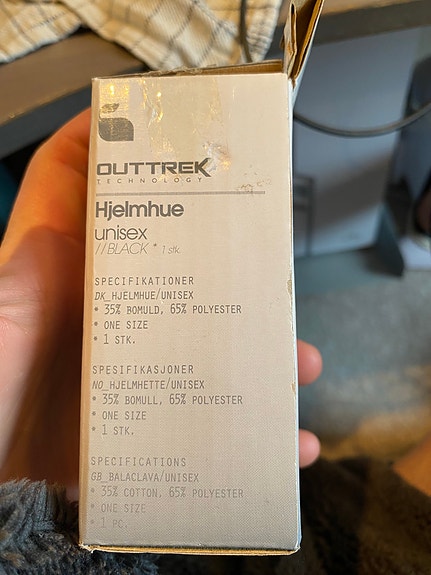 OUTTREK
TECHNOLOGY
Hjelmhue
unisex
//BLACK * 1 stk.
SPECIFIKATIONER
DK_HJELMHUE/UNISEX
* 35% BOMULD, 65% POLYESTER
* ONE SIZE
* 1 STK.
SPESIFIKASJONER
NO_HJELMHETTE/UNISEX
* 35% BOMULL, 65% POLYESTER
* ONE SIZE
* 1 STK.
SPECIFICATIONS
GB_BALACLAVA/UNISEX
* 35% COTTON, 65% POLYESTER
* ONE SIZE
* 1 PC.